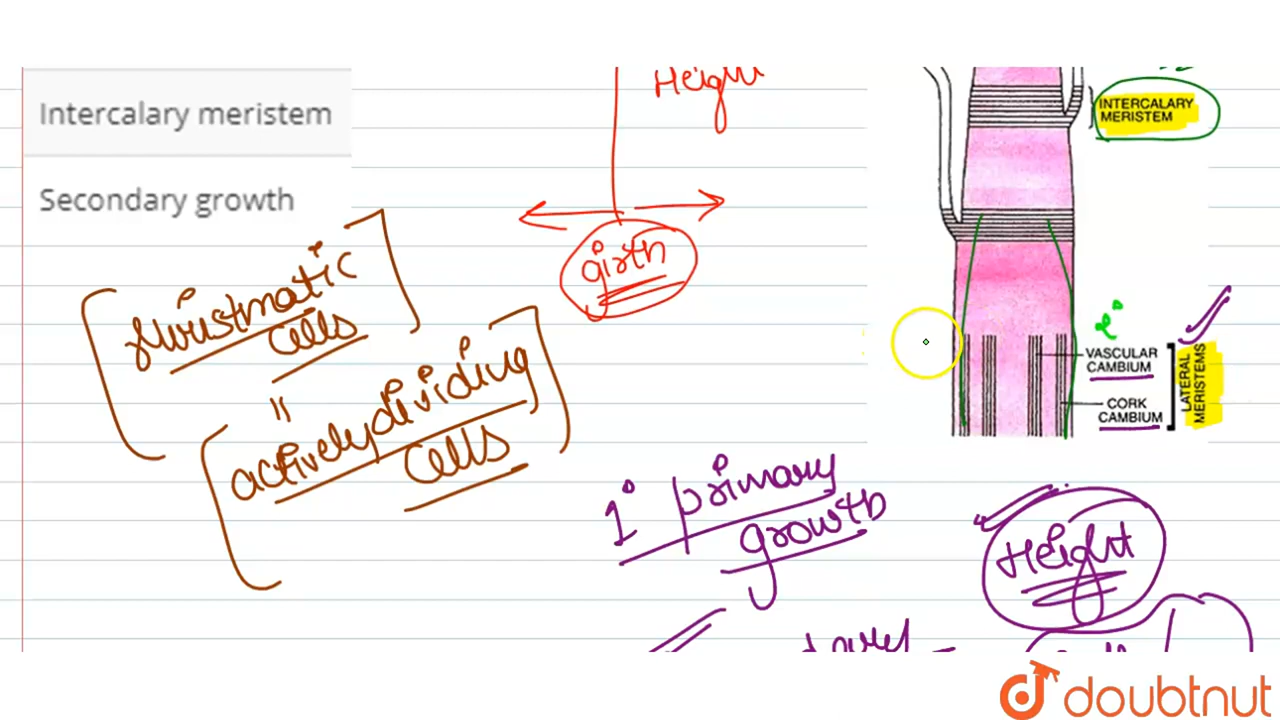 Intercalary meristem
Secondary growth
Height
girth
cells
=
actively dividing
cells
INTERCALARY
MERISTEM
2°
VASCULAR
CAMBIUM
CORK
CAMBIUM
LATERAL
MERISTEMS
1° primary
growth
Height
doubtnut